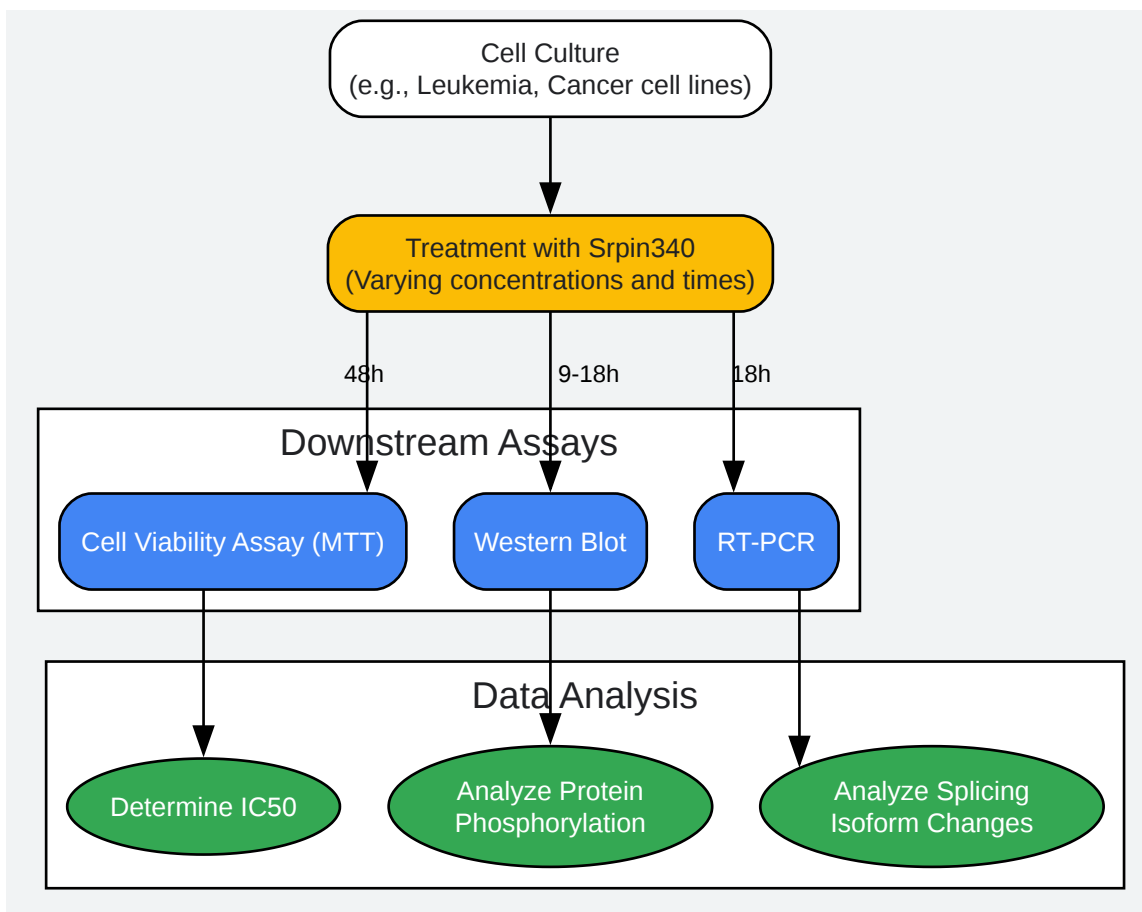 Cell Culture
(e.g., Leukemia, Cancer cell lines)
Treatment with Srpin340
(Varying concentrations and times)
48h
9-18h
18h
Downstream Assays
Cell Viability Assay (MTT)
Western Blot
RT-PCR
Data Analysis
Determine IC50
Analyze Protein
Phosphorylation
Analyze Splicing
Isoform Changes